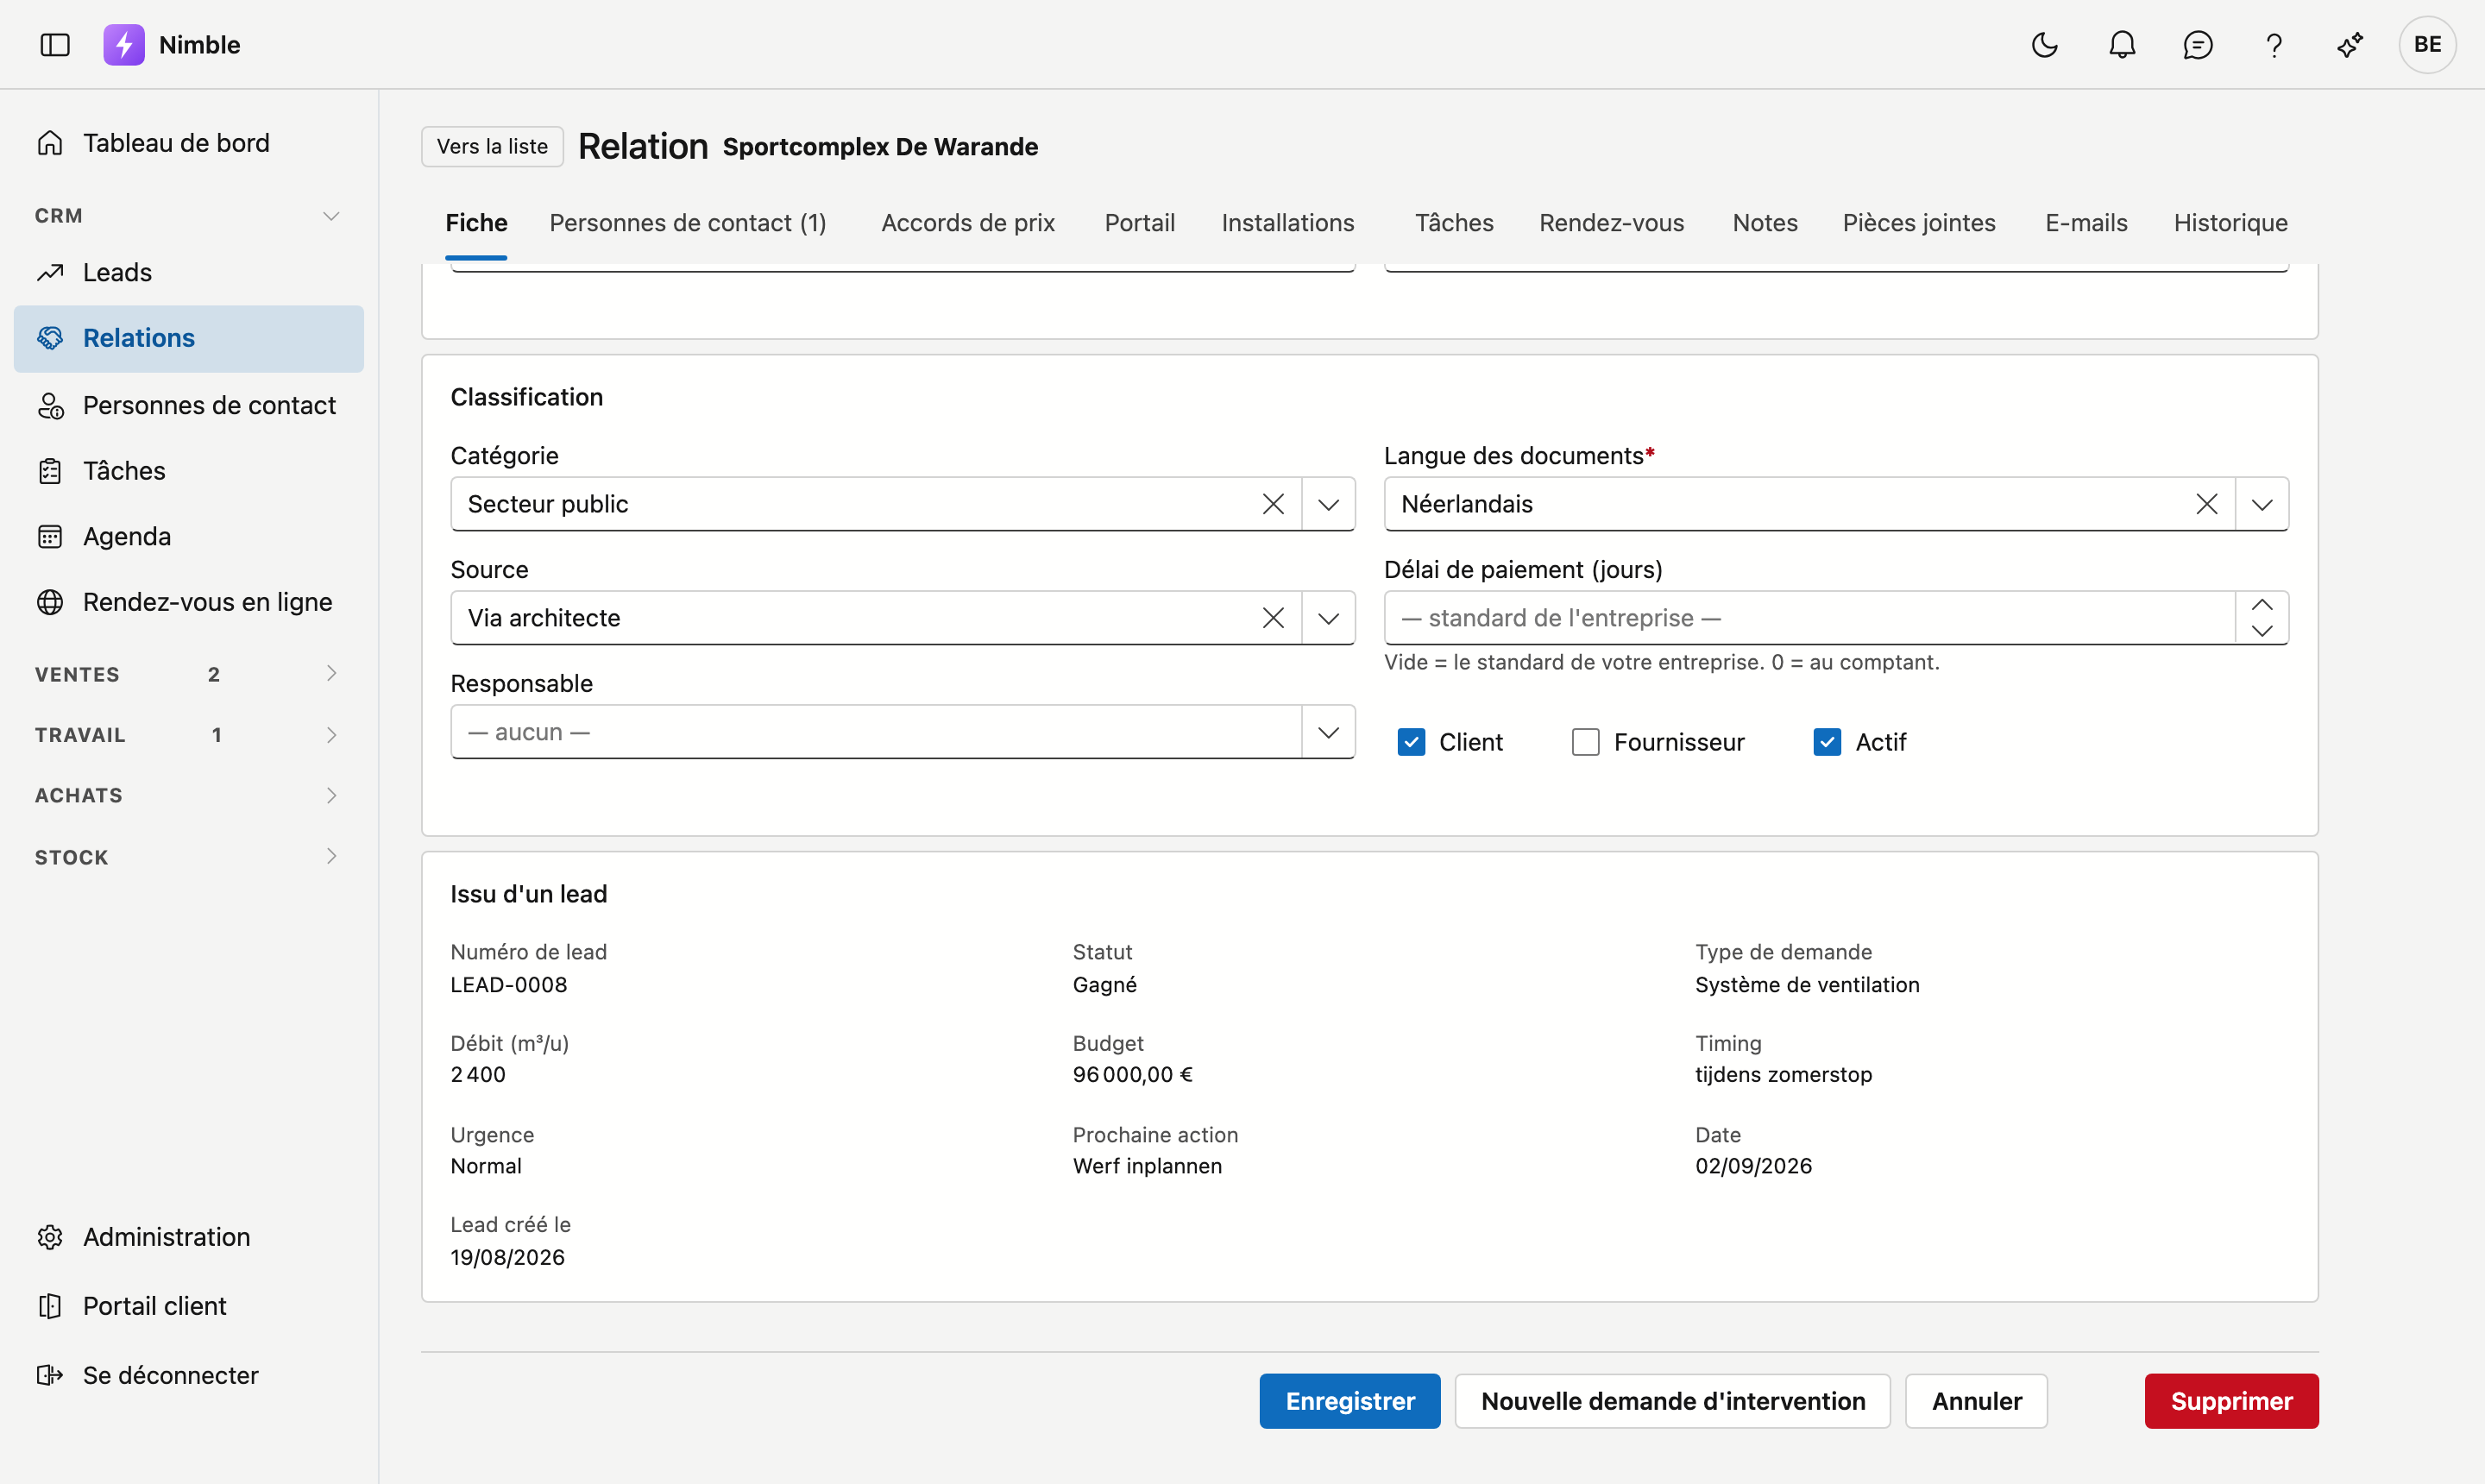 Nimble
BE
Tableau de bord
CRM
Leads
Relations
Personnes de contact
Tâches
Agenda
Rendez-vous en ligne
VENTES 2
TRAVAIL 1
ACHATS
STOCK
Administration
Portail client
Se déconnecter
Vers la liste Relation Sportcomplex De Warande
Fiche Personnes de contact (1) Accords de prix Portail Installations Tâches Rendez-vous Notes Pièces jointes E-mails Historique
Classification
Catégorie Langue des documents*
Secteur public Néerlandais
Source Délai de paiement (jours)
Via architecte — standard de l'entreprise —
Vide = le standard de votre entreprise. 0 = au comptant.
Responsable
— aucun — Client Fournisseur Actif
Issu d'un lead
Numéro de lead Statut Type de demande
LEAD-0008 Gagné Système de ventilation
Débit (m³/u) Budget Timing
2 400 96 000,00 € tijdens zomerstop
Urgence Prochaine action Date
Normal Werf inplannen 02/09/2026
Lead créé le
19/08/2026
Enregistrer Nouvelle demande d'intervention Annuler Supprimer